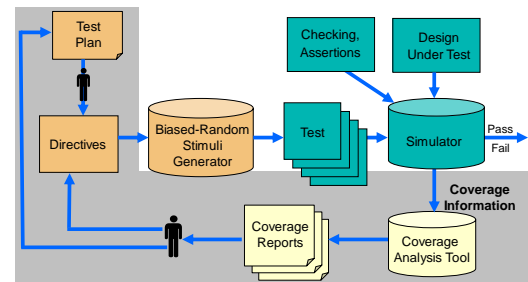 Test
Plan
Checking,
Assertions
Design
Under Test
Directives
Biased-Random
Stimuli
Generator
Test
Simulator
Pass
Fail
Coverage
Information
Coverage
Reports
Coverage
Analysis Tool